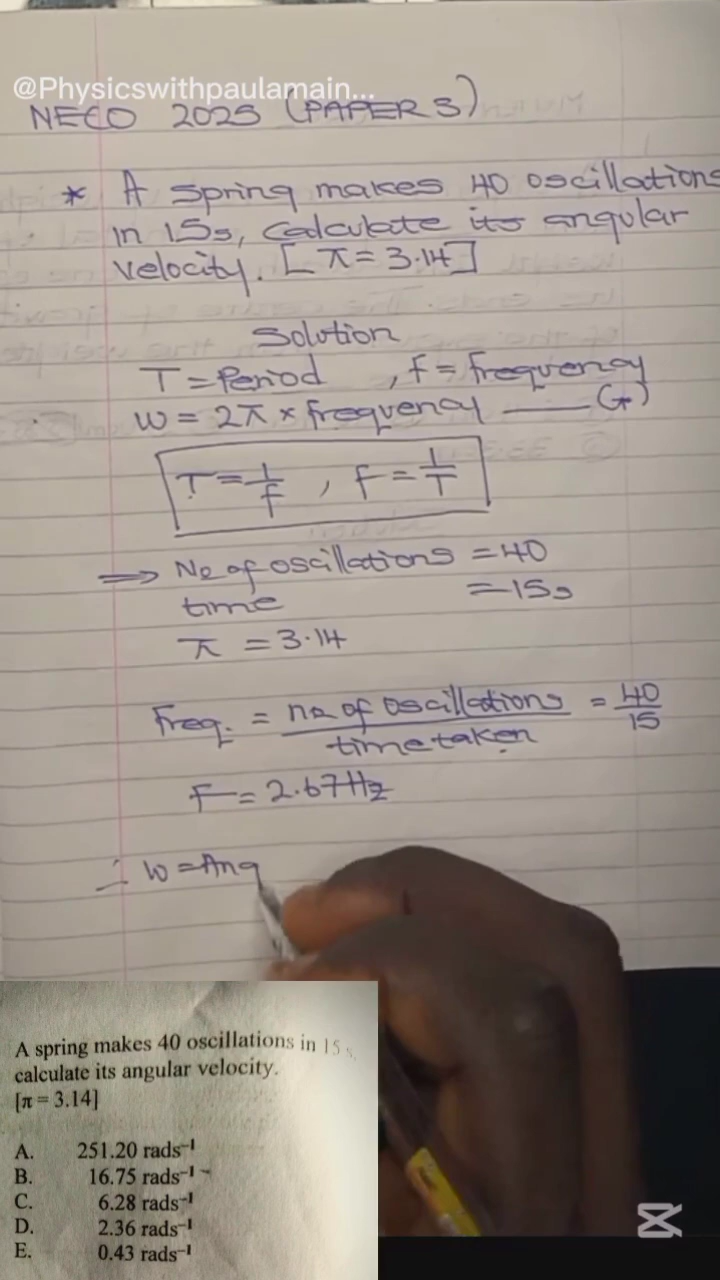 @Physicswithpaulamain...
NECO 2025 (PAPER 3)
* A spring makes 40 oscillations
in 15s, calculate its angular
velocity. [π = 3.14]
Solution
T = Period , f = frequency
W = 2π × frequency
T = 1/f , f = 1/T
⟹ No of oscillations = 40
time = 15s
π = 3.14
Freq. = no of oscillations / time taken = 40/15
F = 2.67Hz
∴ W = Ang
A spring makes 40 oscillations in 15 s,
calculate its angular velocity.
[π = 3.14]
A. 251.20 rads⁻¹
B. 16.75 rads⁻¹
C. 6.28 rads⁻¹
D. 2.36 rads⁻¹
E. 0.43 rads⁻¹